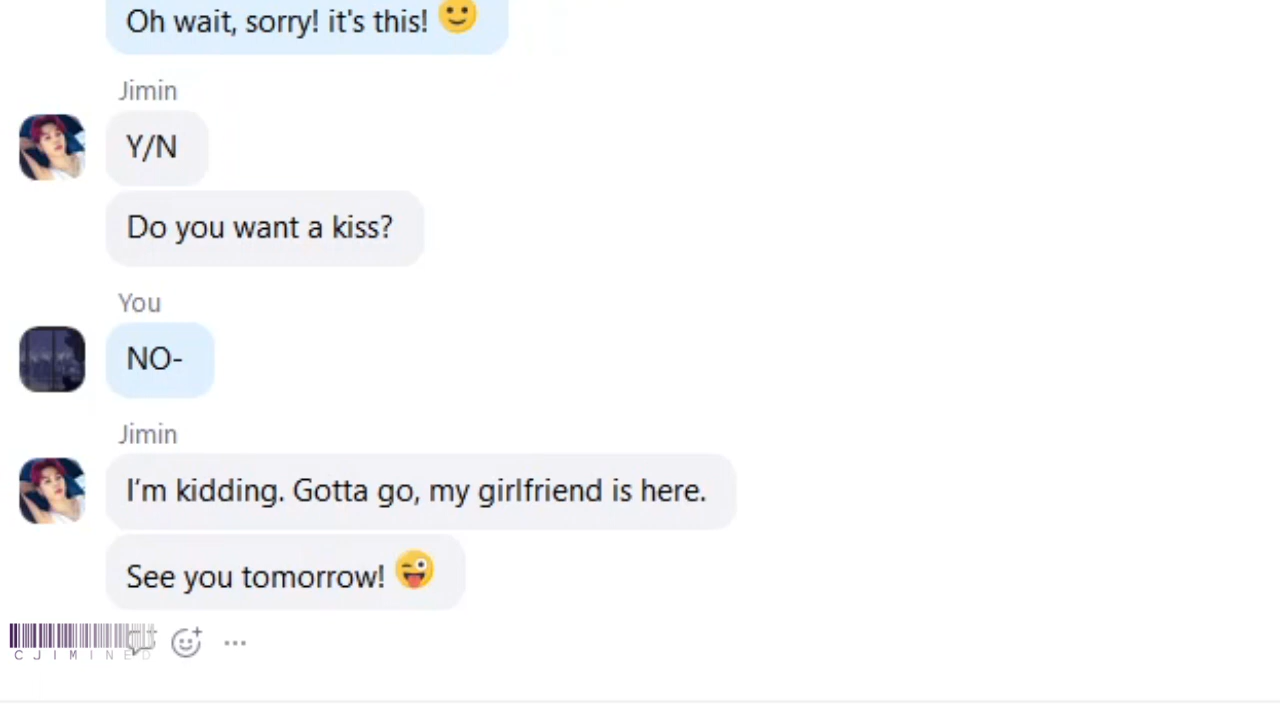 Oh wait, sorry! it's this! 🙂
Jimin
Y/N
Do you want a kiss?
You
NO-
Jimin
I'm kidding. Gotta go, my girlfriend is here.
See you tomorrow! 😜
CJIMINED